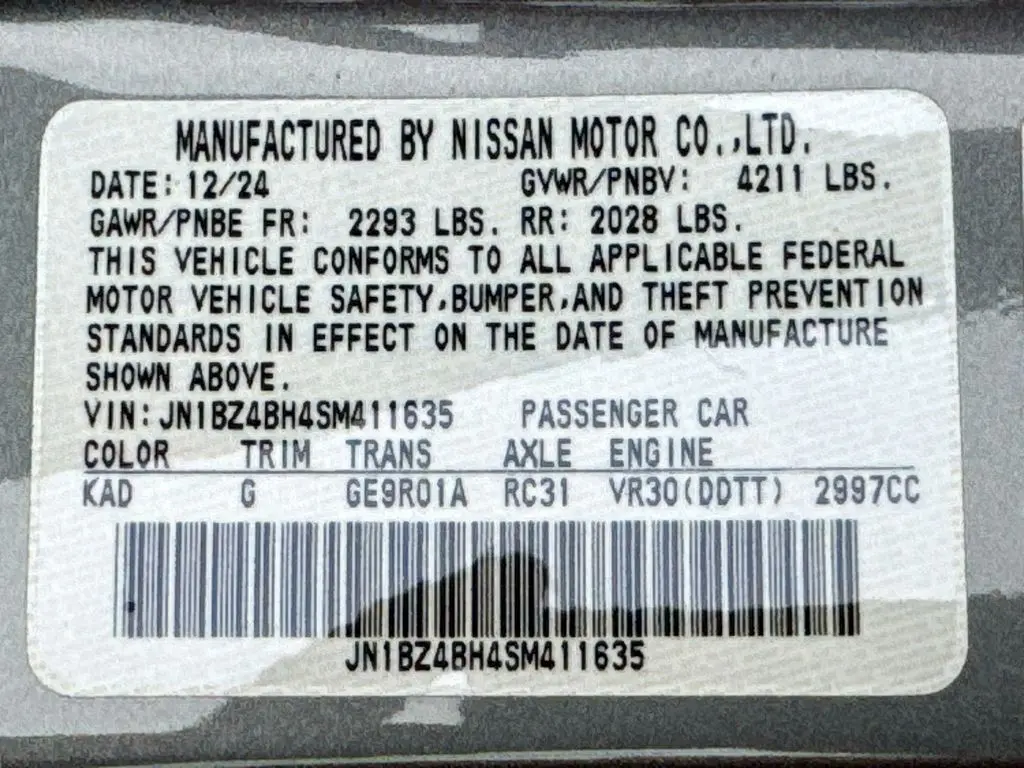 MANUFACTURED BY NISSAN MOTOR CO.,LTD.
DATE: 12/24 GVWR/PNBV: 4211 LBS.
GAWR/PNBE FR: 2293 LBS. RR: 2028 LBS.
THIS VEHICLE CONFORMS TO ALL APPLICABLE FEDERAL
MOTOR VEHICLE SAFETY,BUMPER,AND THEFT PREVENTION
STANDARDS IN EFFECT ON THE DATE OF MANUFACTURE
SHOWN ABOVE.
VIN:JN1BZ4BH4SM411635 PASSENGER CAR
COLOR TRIM TRANS AXLE ENGINE
KAD G GE9R01A RC31 VR30(DDTT) 2997CC
JN1BZ4BH4SM411635